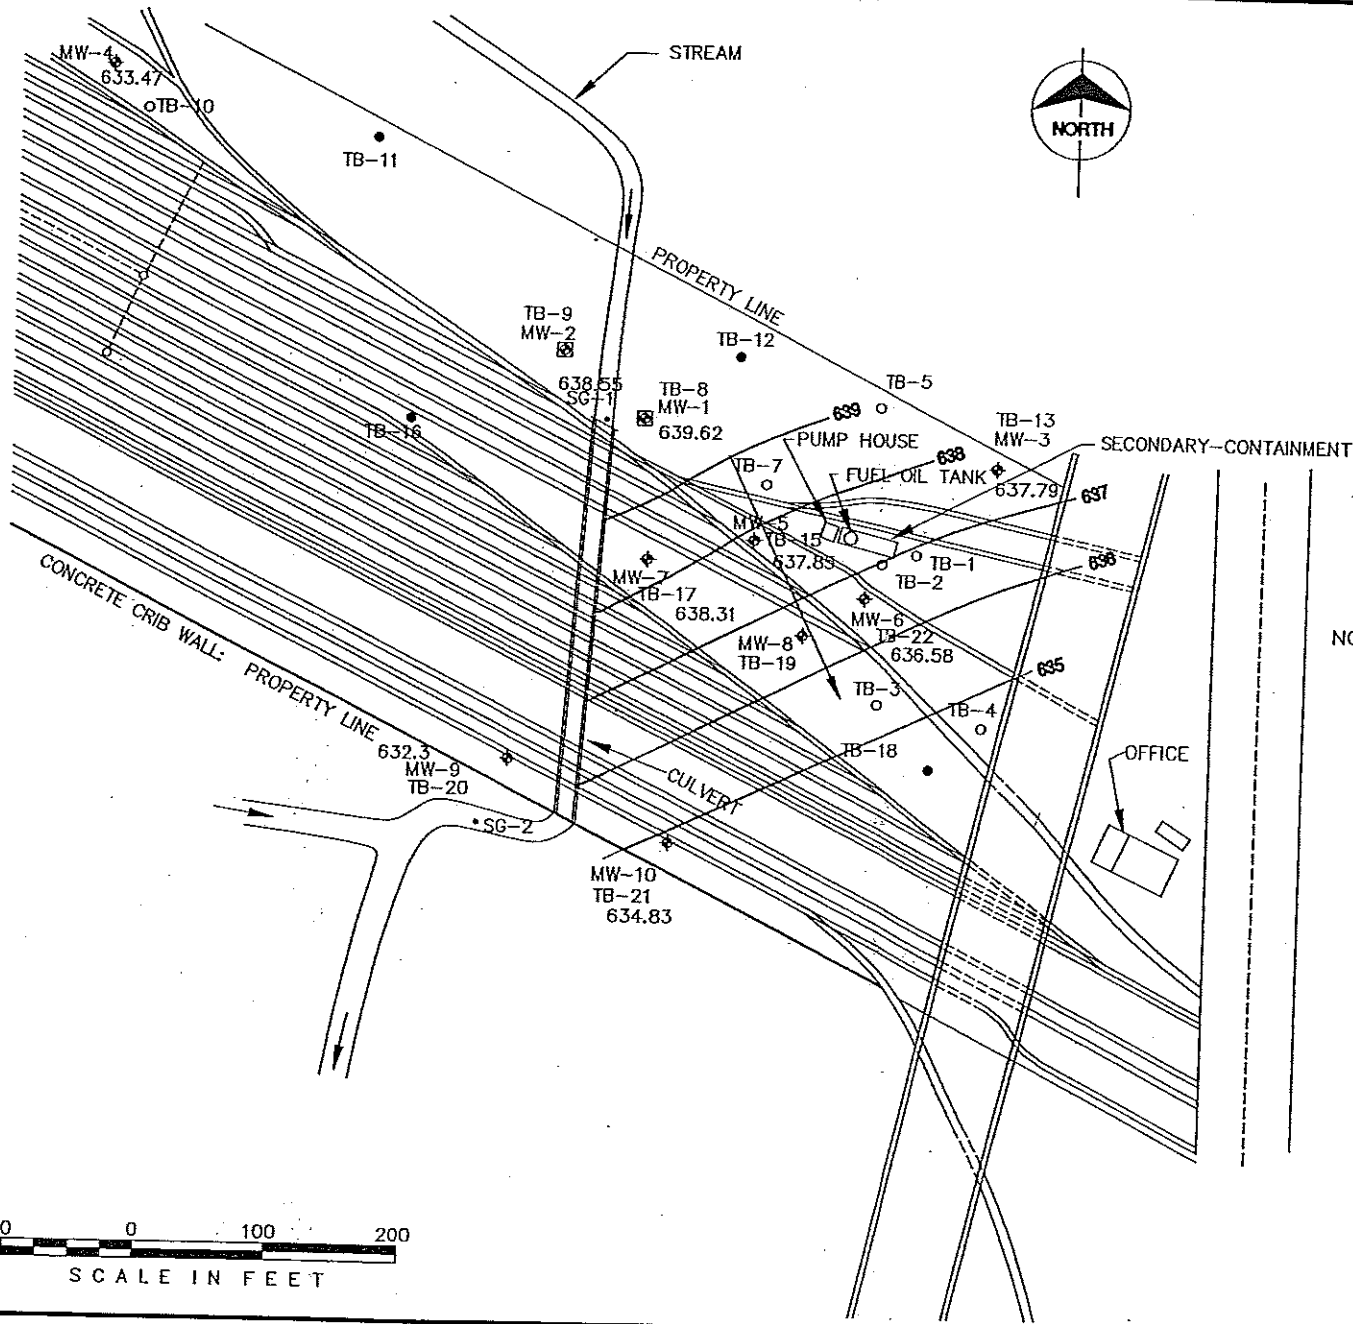 STREAM
MW-4
633.47
TB-10
TB-11
NORTH
PROPERTY LINE
TB-9
MW-2
TB-12
638.55
SG-1
TB-8
MW-1
639.62
TB-5
639
TB-13
MW-3
637.79
TB-16
PUMP HOUSE
638
SECONDARY-CONTAINMENT
TB-7
FUEL OIL TANK
637
MW-5
TB-15
637.89
TB-1
TB-2
636
CONCRETE CRIB WALL: PROPERTY LINE
MW-7
TB-17
638.31
MW-6
TB-22
636.58
MW-8
TB-19
NO
635
TB-3
TB-4
632.3
MW-9
TB-20
TB-18
OFFICE
CULVERT
SG-2
MW-10
TB-21
634.83
0 0 100 200
SCALE IN FEET